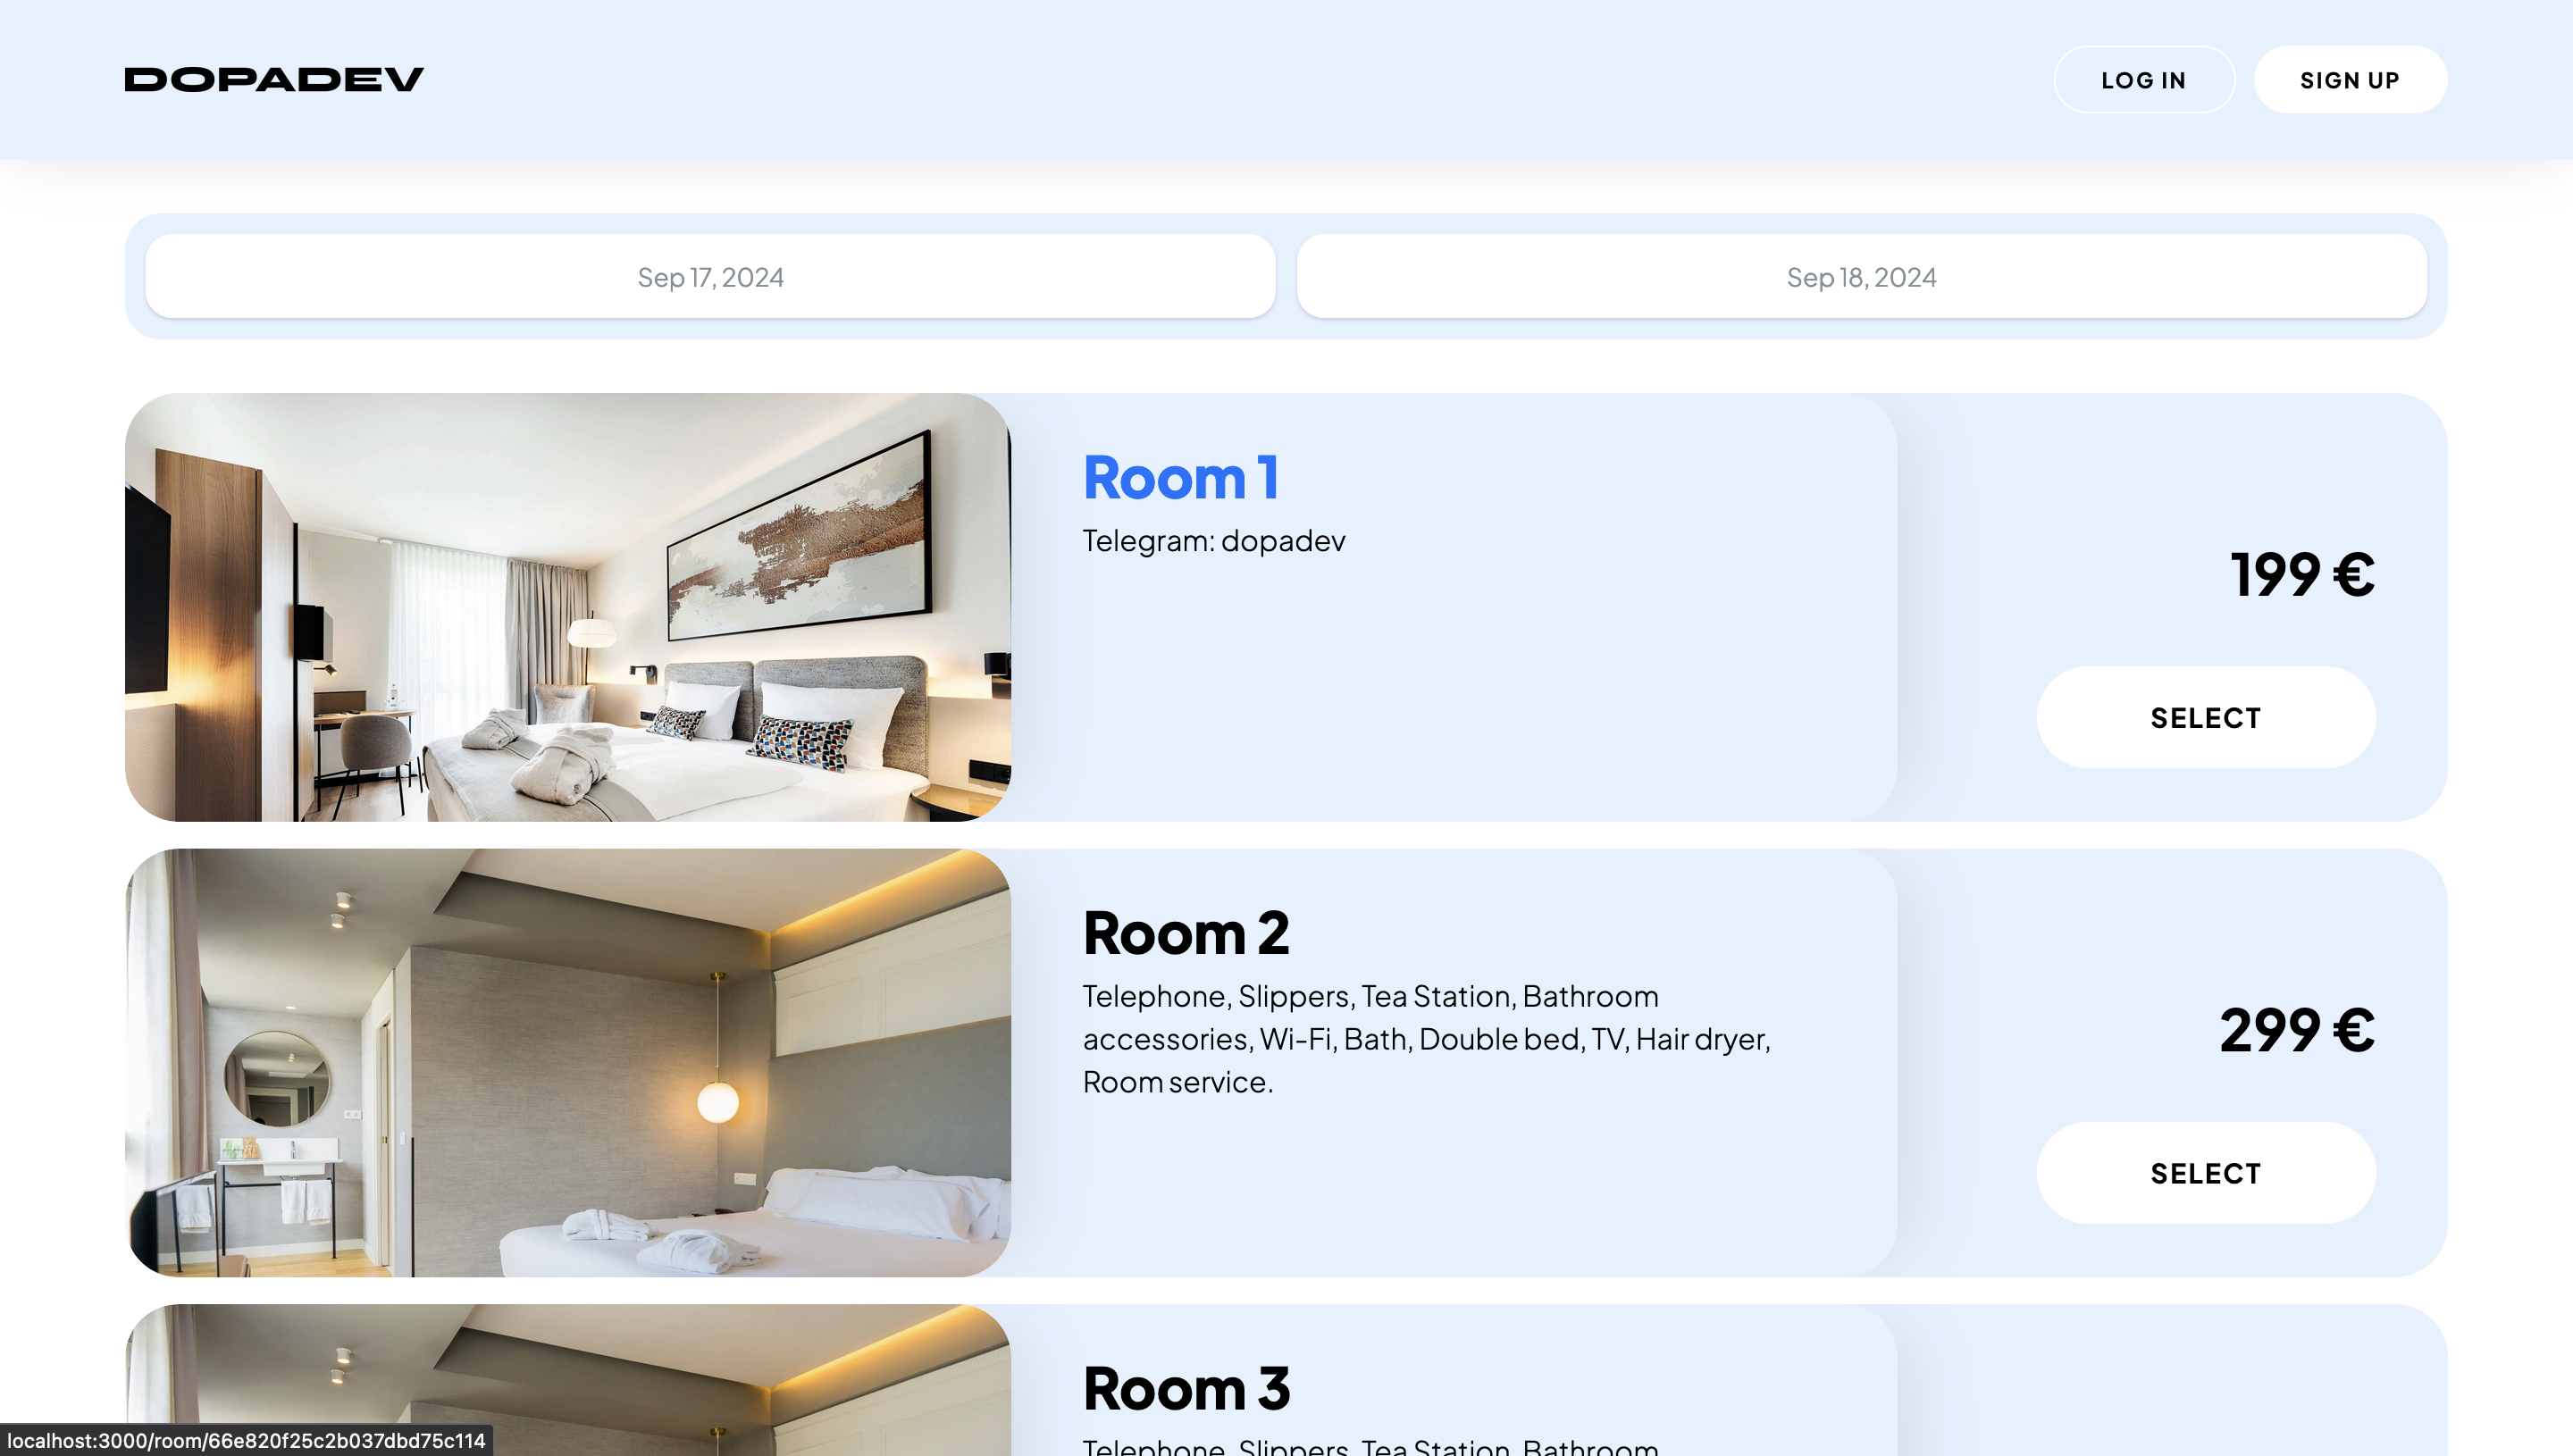 DOPADEV
LOG IN
SIGN UP
Sep 17, 2024
Sep 18, 2024
Room 1
Telegram: dopadev
199 €
SELECT
Room 2
Telephone, Slippers, Tea Station, Bathroom
accessories, Wi-Fi, Bath, Double bed, TV, Hair dryer,
Room service.
299 €
SELECT
Room 3
Telephone, Slippers, Tea Station, Bathroom
localhost:3000/room/66e820f25c2b037dbd75c114